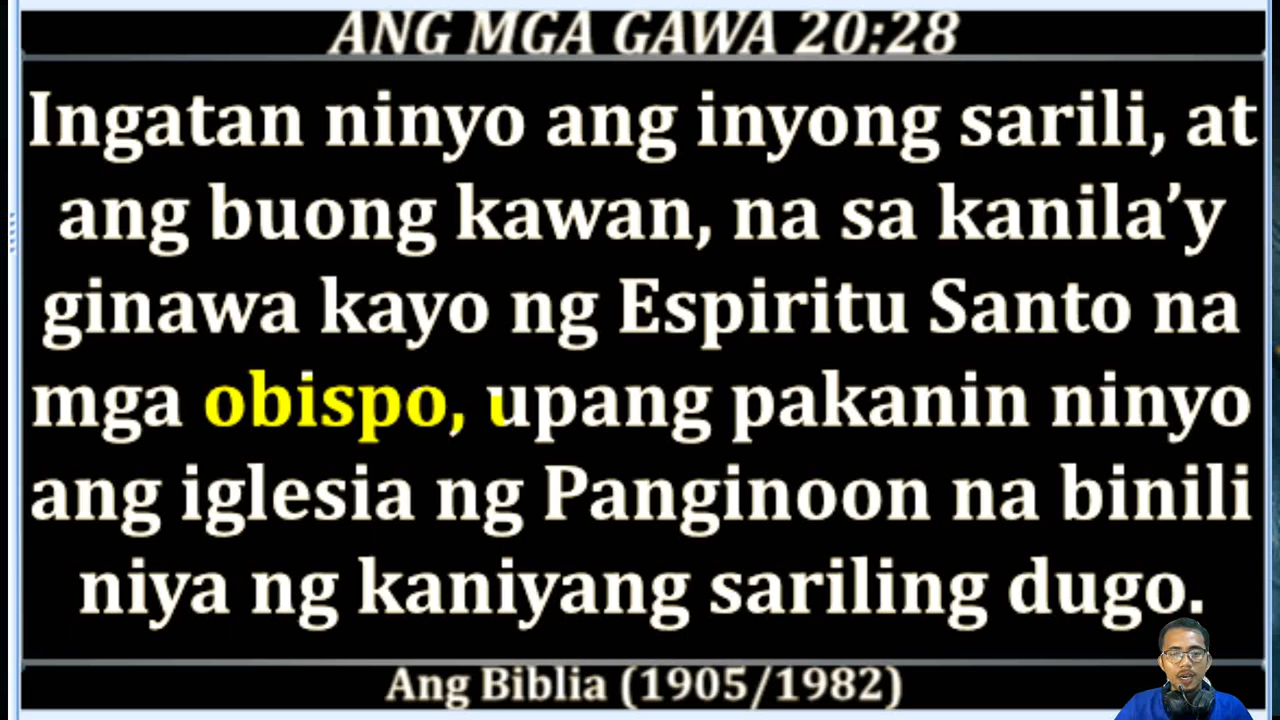 ANG MGA GAWA 20:28
Ingatan ninyo ang inyong sarili, at
ang buong kawan, na sa kanila’y
ginawa kayo ng Espiritu Santo na
mga obispo, upang pakanin ninyo
ang iglesia ng Panginoon na binili
niya ng kaniyang sariling dugo.
Ang Biblia (1905/1982)